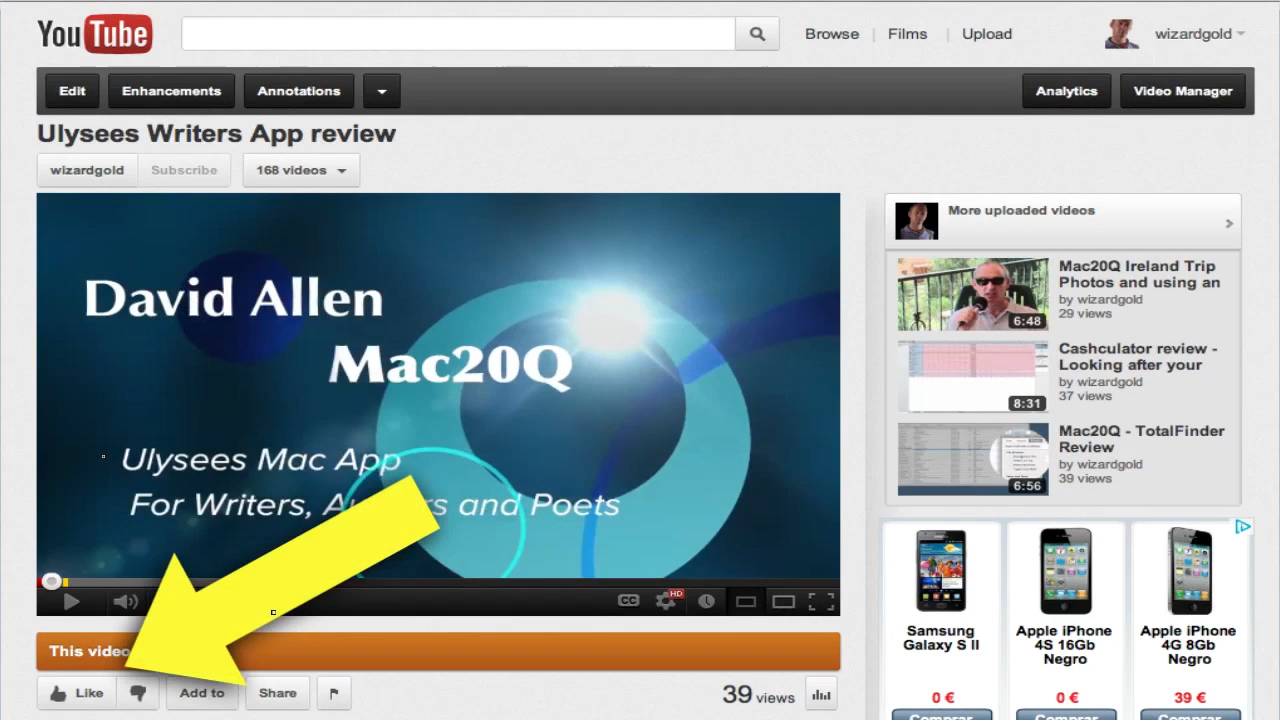 YouTube
Browse | Films | Upload
wizardgold
Edit
Enhancements
Annotations
Analytics
Video Manager
Ulysees Writers App review
wizardgold
Subscribe
168 videos
David Allen
Mac20Q
Ulysees Mac App
For Writers, and Poets
CC
HD
This video
Like
Add to
Share
39 views
More uploaded videos
6:48
Mac20Q Ireland Trip
Photos and using an
by wizardgold
29 views
8:31
Cashculator review -
Looking after your
by wizardgold
37 views
6:56
Mac20Q - TotalFinder
Review
by wizardgold
39 views
Samsung
Galaxy S II
0 €
Comprar
Apple iPhone
4S 16Gb
Negro
0 €
Comprar
Apple iPhone
4G 8Gb
Negro
39 €
Comprar